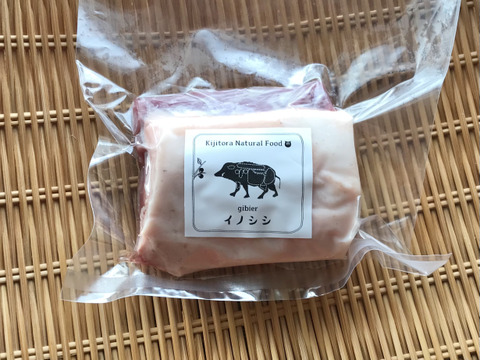 Kijitora Natural Food
gibier
イノシシ